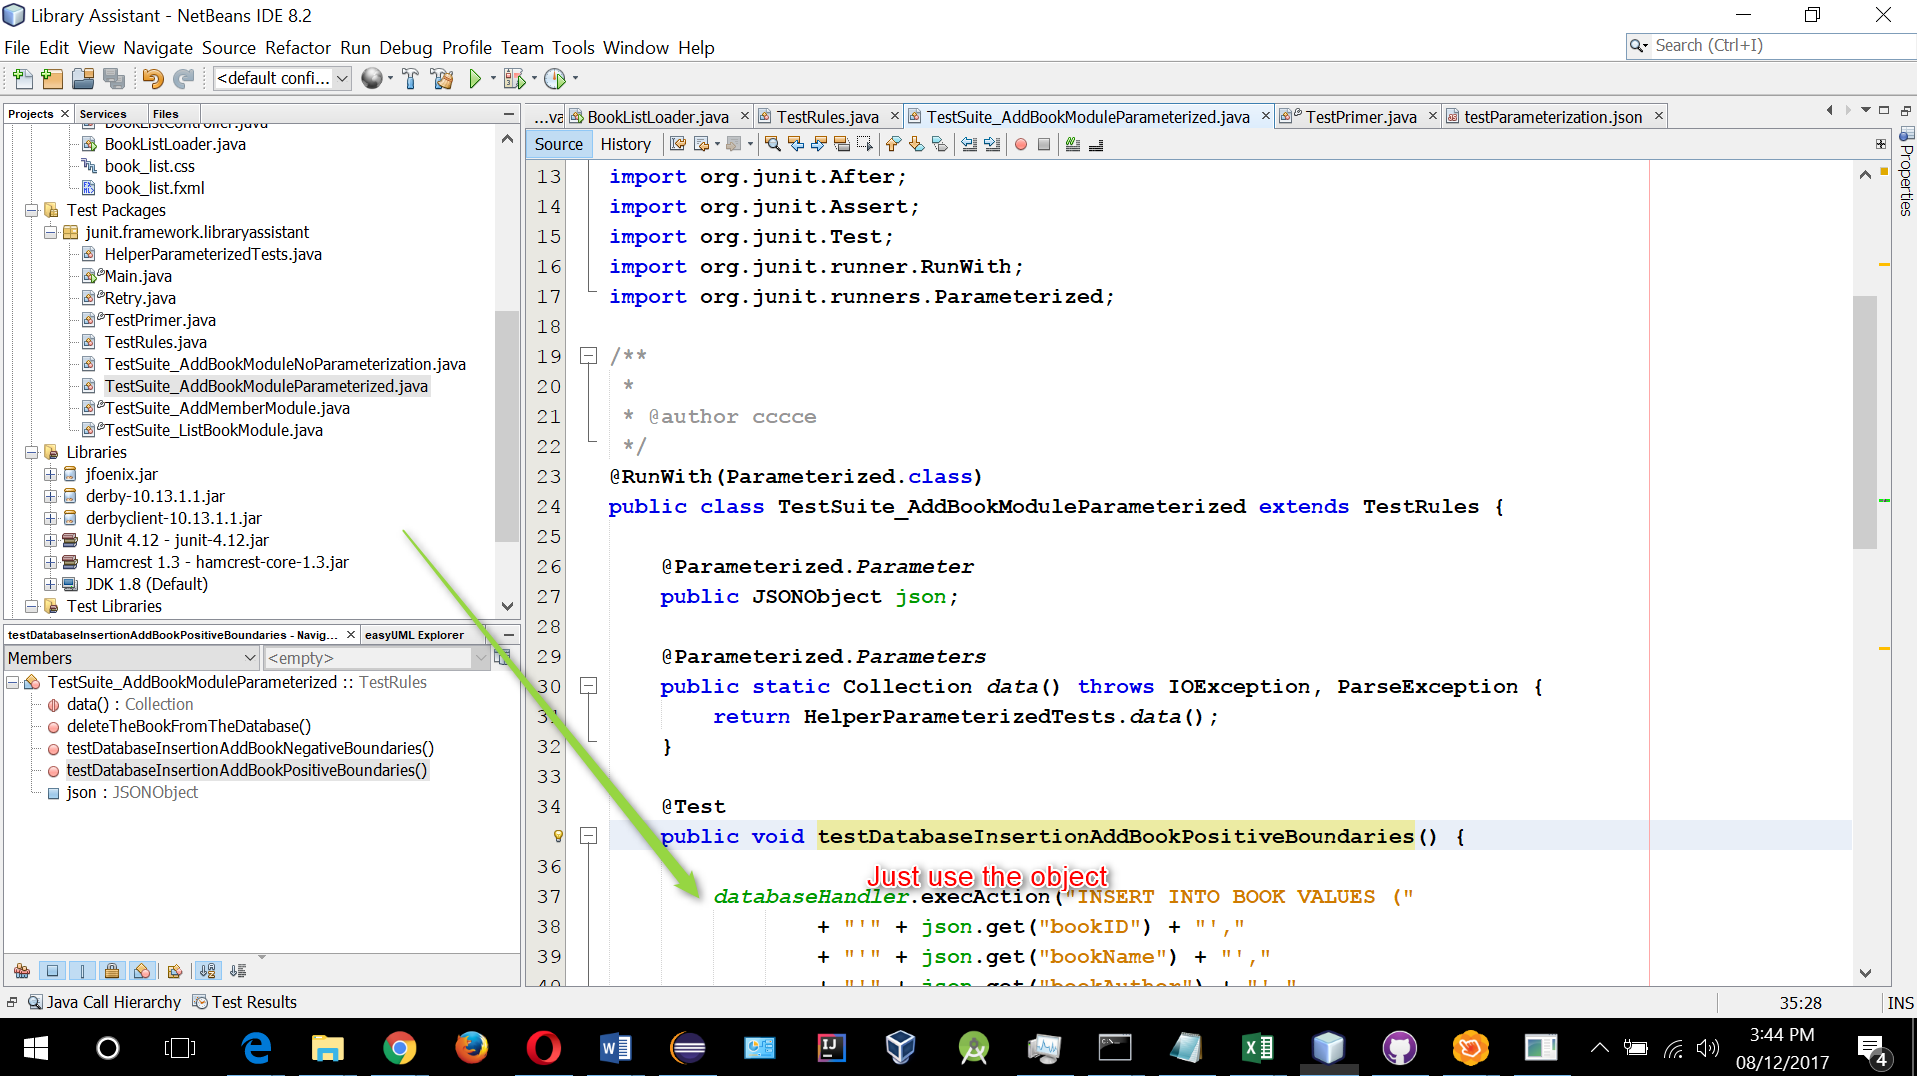 Library Assistant - NetBeans IDE 8.2
File Edit View Navigate Source Refactor Run Debug Profile Team Tools Window Help
Search (Ctrl+I)
<default confi...
Projects Services Files
BookListController.java
BookListLoader.java
book_list.css
book_list.fxml
Test Packages
junit.framework.libraryassistant
HelperParameterizedTests.java
Main.java
Retry.java
TestPrimer.java
TestRules.java
TestSuite_AddBookModuleNoParameterization.java
TestSuite_AddBookModuleParameterized.java
TestSuite_AddMemberModule.java
TestSuite_ListBookModule.java
Libraries
jfoenix.jar
derby-10.13.1.1.jar
derbyclient-10.13.1.1.jar
JUnit 4.12 - junit-4.12.jar
Hamcrest 1.3 - hamcrest-core-1.3.jar
JDK 1.8 (Default)
Test Libraries
testDatabaseInsertionAddBookPositiveBoundaries - Navig... easyUML Explorer
Members <empty>
TestSuite_AddBookModuleParameterized :: TestRules
data() : Collection
deleteTheBookFromTheDatabase()
testDatabaseInsertionAddBookNegativeBoundaries()
testDatabaseInsertionAddBookPositiveBoundaries()
json : JSONObject
...va BookListLoader.java TestRules.java TestSuite_AddBookModuleParameterized.java TestPrimer.java testParameterization.json
Source History
Properties
13 import org.junit.After;
14 import org.junit.Assert;
15 import org.junit.Test;
16 import org.junit.runner.RunWith;
17 import org.junit.runners.Parameterized;
18
19 /**
20 *
21 * @author cccce
22 */
23 @RunWith(Parameterized.class)
24 public class TestSuite_AddBookModuleParameterized extends TestRules {
25
26 @Parameterized.Parameter
27 public JSONObject json;
28
29 @Parameterized.Parameters
30 public static Collection data() throws IOException, ParseException {
31 return HelperParameterizedTests.data();
32 }
33
34 @Test
public void testDatabaseInsertionAddBookPositiveBoundaries() {
36
Just use the object
37 databaseHandler.execAction("INSERT INTO BOOK VALUES ("
38 + "'" + json.get("bookID") + "',"
39 + "'" + json.get("bookName") + "',"
40 + "'" + json.get("bookAuthor") + "',"
Java Call Hierarchy Test Results
35:28 INS
3:44 PM
08/12/2017
4